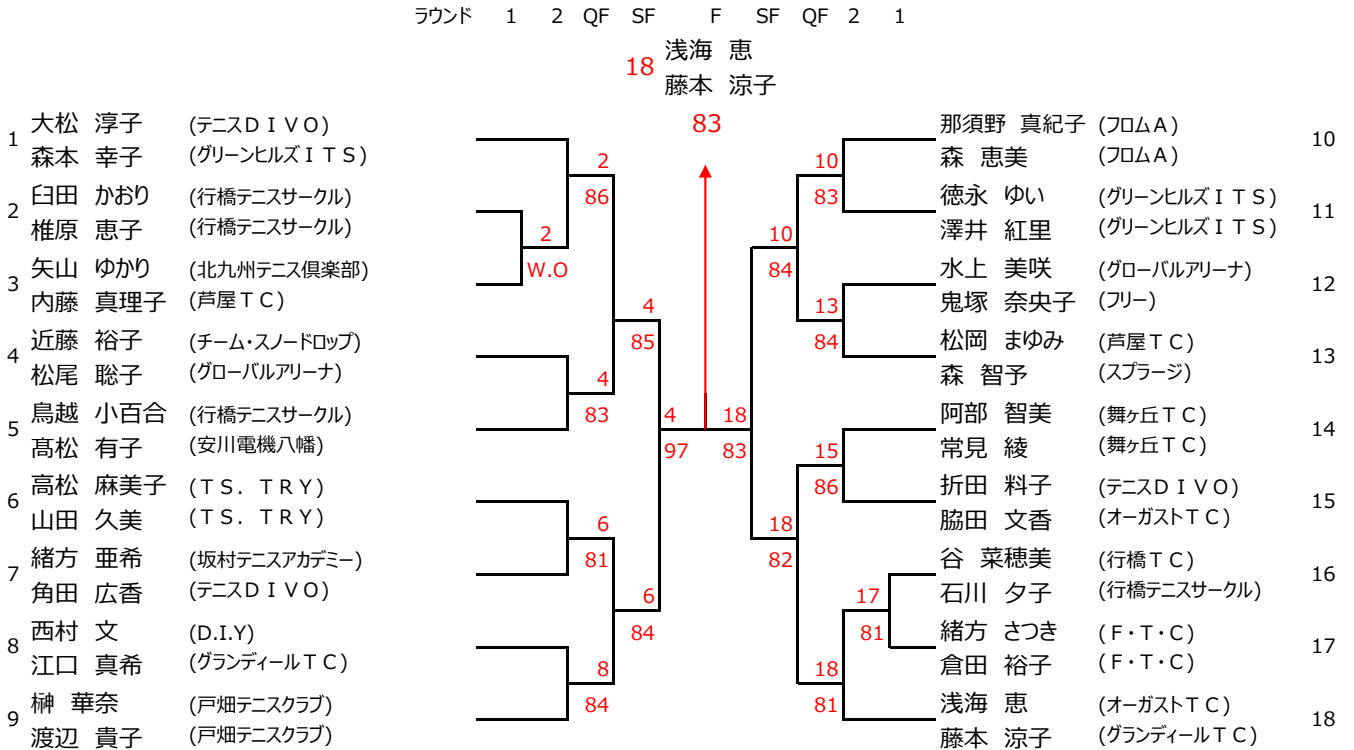 ラウンド 1 2 QF SF F SF QF 2 1
18 浅海 恵
藤本 涼子
83
1 大松 淳子 (テニスＤＩＶＯ)
森本 幸子 (グリーンヒルズＩＴＳ)
2 臼田 かおり (行橋テニスサークル)
椎原 恵子 (行橋テニスサークル)
3 矢山 ゆかり (北九州テニス倶楽部)
内藤 真理子 (芦屋ＴＣ)
4 近藤 裕子 (チーム・スノードロップ)
松尾 聡子 (グローバルアリーナ)
5 鳥越 小百合 (行橋テニスサークル)
髙松 有子 (安川電機八幡)
6 高松 麻美子 (ＴＳ．ＴＲＹ)
山田 久美 (ＴＳ．ＴＲＹ)
7 緒方 亜希 (坂村テニスアカデミー)
角田 広香 (テニスＤＩＶＯ)
8 西村 文 (D.I.Y)
江口 真希 (グランディールＴＣ)
9 榊 華奈 (戸畑テニスクラブ)
渡辺 貴子 (戸畑テニスクラブ)
2
86
2
W.O
4
85
4
83
4
97
6
81
6
84
8
84
那須野 真紀子 (フロムＡ) 10
森 恵美 (フロムＡ)
徳永 ゆい (グリーンヒルズＩＴＳ) 11
澤井 紅里 (グリーンヒルズＩＴＳ)
水上 美咲 (グローバルアリーナ) 12
鬼塚 奈央子 (フリー)
松岡 まゆみ (芦屋ＴＣ) 13
森 智予 (スプラージ)
阿部 智美 (舞ヶ丘ＴＣ) 14
常見 綾 (舞ヶ丘ＴＣ)
折田 料子 (テニスＤＩＶＯ) 15
脇田 文香 (オーガストＴＣ)
谷 菜穂美 (行橋ＴＣ) 16
石川 夕子 (行橋テニスサークル)
緒方 さつき (Ｆ・Ｔ・Ｃ) 17
倉田 裕子 (Ｆ・Ｔ・Ｃ)
浅海 恵 (オーガストＴＣ) 18
藤本 涼子 (グランディールＴＣ)
10
83
10
84
13
84
18
83
15
86
18
82
17
81
18
81